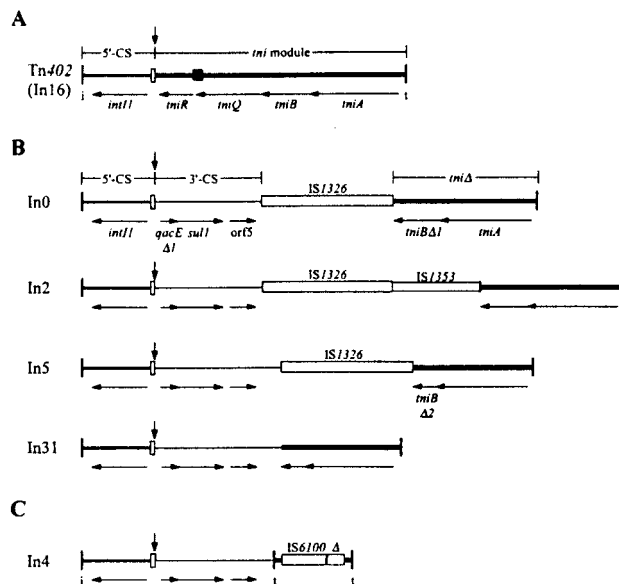 A
5'-CS tni module
Tn402
(In16)
intI1 tniR tniQ tniB tniA
i t
B
5'-CS 3'-CS tniΔ
IS1326
In0
intI1 qacE sul1 orf5 tniBΔ1 tniA
Δ1
IS1326 IS1353
In2
IS1326
In5
tniB
Δ2
In31
C
IS6100 Δ
In4
i t t